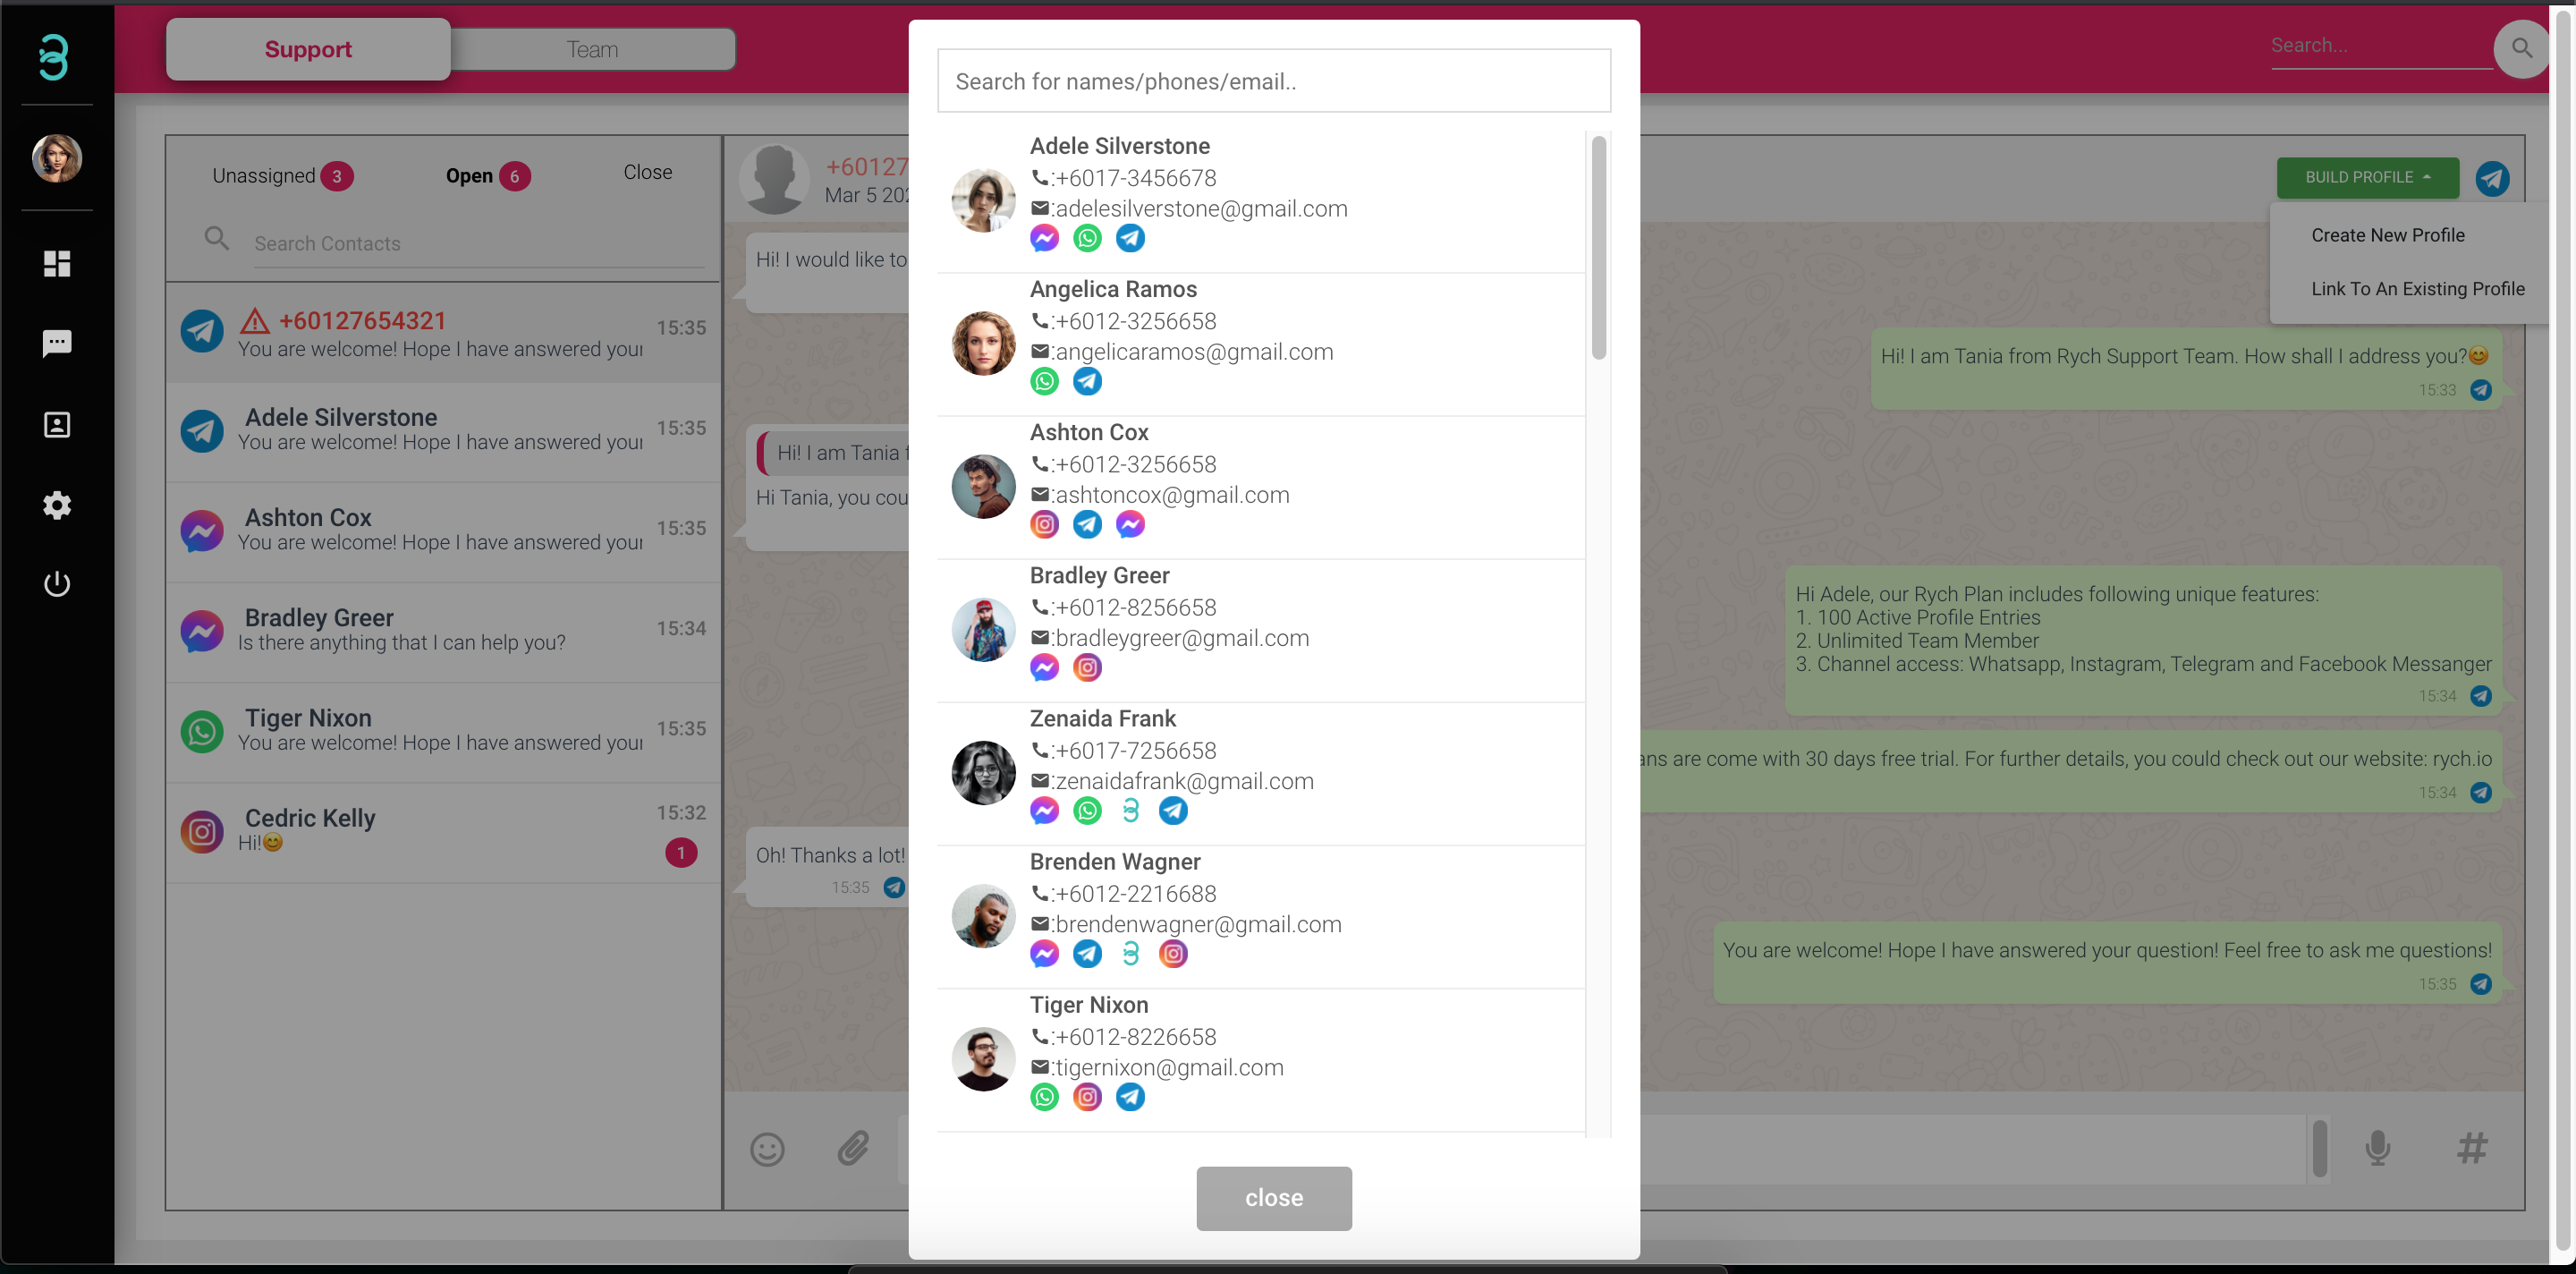 Support
Team
Search...
Unassigned 3
Open 6
Close
Search Contacts
+60127654321
15:35
You are welcome! Hope I have answered your
Adele Silverstone
15:35
You are welcome! Hope I have answered your
Ashton Cox
15:35
You are welcome! Hope I have answered your
Bradley Greer
15:34
Is there anything that I can help you?
Tiger Nixon
15:35
You are welcome! Hope I have answered your
Cedric Kelly
15:32
Hi!😊
1
+60127
Mar 5 202
BUILD PROFILE
Create New Profile
Link To An Existing Profile
Hi! I would like to
Hi! I am Tania from Rych Support Team. How shall I address you?😊
15:33
Hi! I am Tania f
Hi Tania, you cou
Hi Adele, our Rych Plan includes following unique features:
1. 100 Active Profile Entries
2. Unlimited Team Member
3. Channel access: Whatsapp, Instagram, Telegram and Facebook Messanger
15:34
ans are come with 30 days free trial. For further details, you could check out our website: rych.io
15:34
Oh! Thanks a lot!
15:35
You are welcome! Hope I have answered your question! Feel free to ask me questions!
15:35
#
Search for names/phones/email..
Adele Silverstone
:+6017-3456678
:adelesilverstone@gmail.com
Angelica Ramos
:+6012-3256658
:angelicaramos@gmail.com
Ashton Cox
:+6012-3256658
:ashtoncox@gmail.com
Bradley Greer
:+6012-8256658
:bradleygreer@gmail.com
Zenaida Frank
:+6017-7256658
:zenaidafrank@gmail.com
Brenden Wagner
:+6012-2216688
:brendenwagner@gmail.com
Tiger Nixon
:+6012-8226658
:tigernixon@gmail.com
close